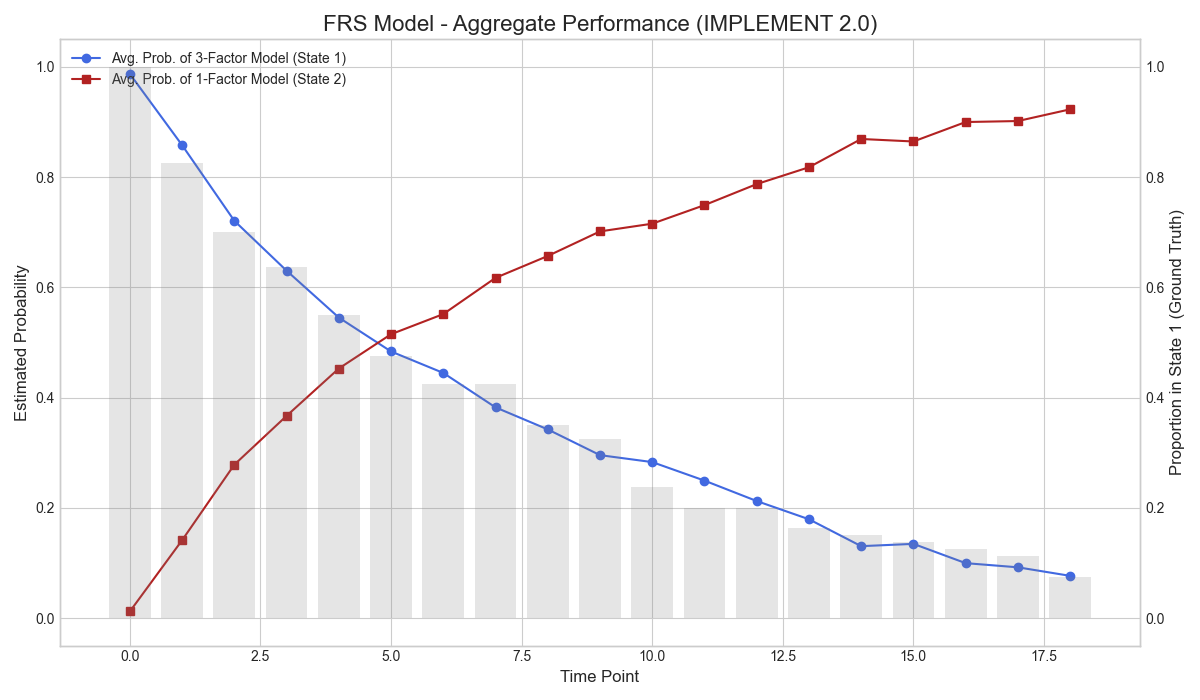 FRS Model - Aggregate Performance (IMPLEMENT 2.0)
Avg. Prob. of 3-Factor Model (State 1)
Avg. Prob. of 1-Factor Model (State 2)
Estimated Probability
1.0
0.8
0.6
0.4
0.2
0.0
1.0
0.8
0.6
0.4
0.2
0.0
Proportion in State 1 (Ground Truth)
0.0 2.5 5.0 7.5 10.0 12.5 15.0 17.5
Time Point